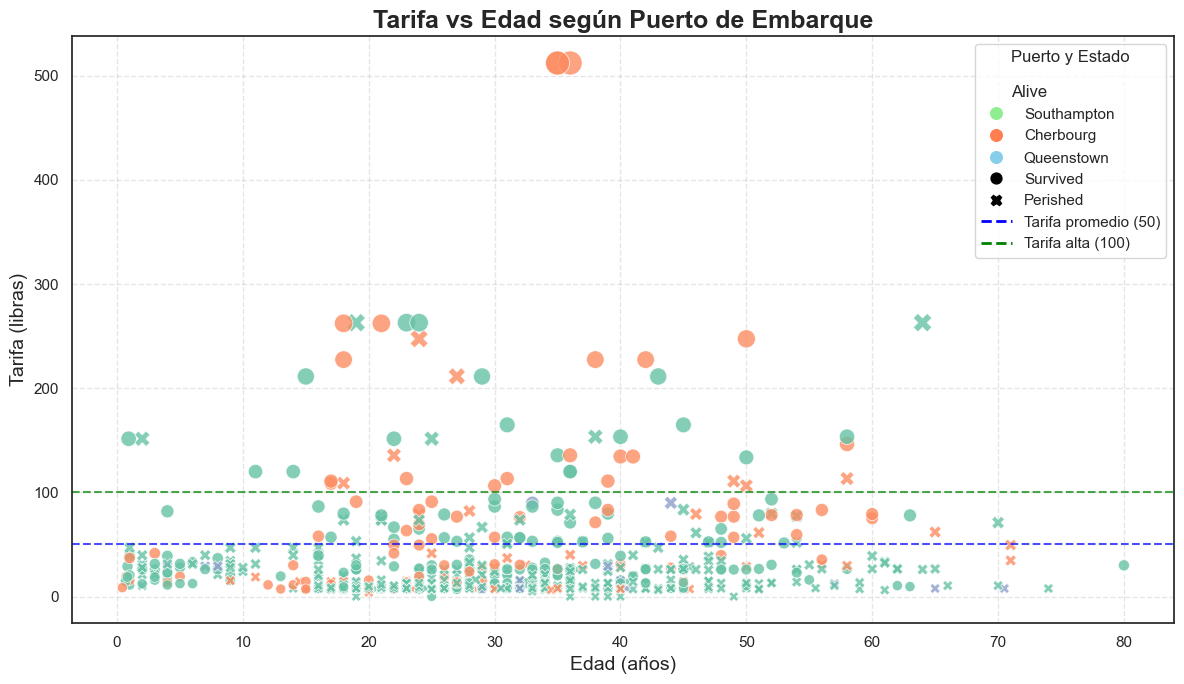 Tarifa vs Edad según Puerto de Embarque
Puerto y Estado
Alive
Southampton
Cherbourg
Queenstown
Survived
Perished
Tarifa promedio (50)
Tarifa alta (100)
Tarifa (libras)
500
400
300
200
100
0
0 10 20 30 40 50 60 70 80
Edad (años)